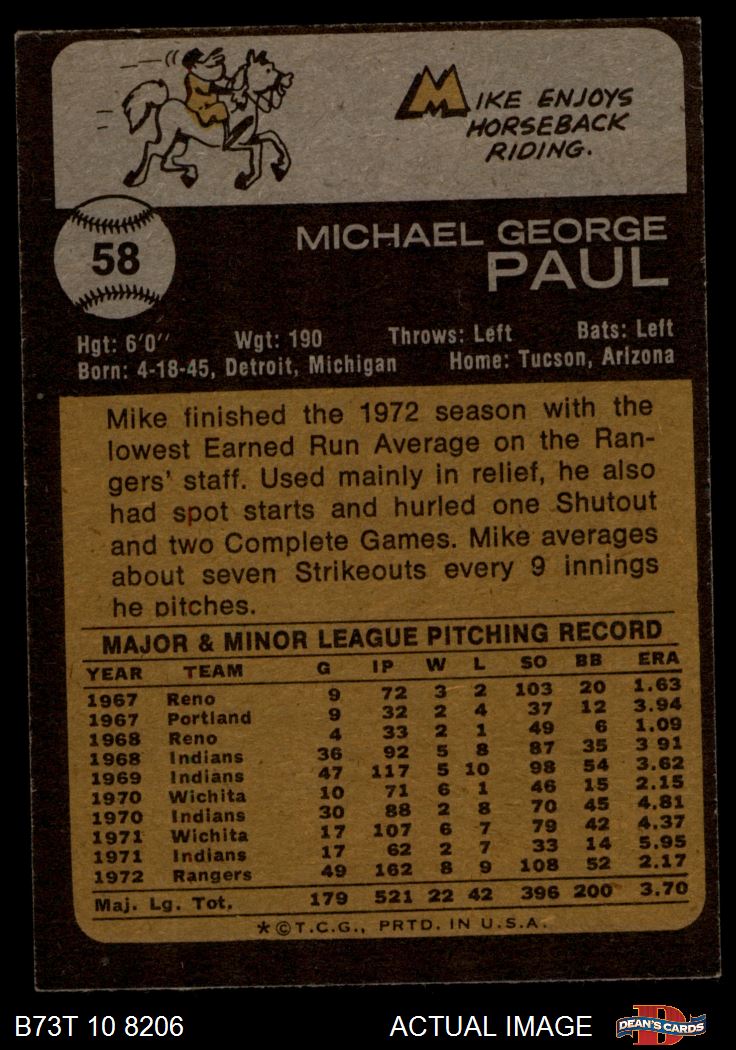 MIKE ENJOYS
HORSEBACK
RIDING.
58
MICHAEL GEORGE
PAUL
Hgt: 6'0'' Wgt: 190 Throws: Left Bats: Left
Born: 4-18-45, Detroit, Michigan Home: Tucson, Arizona
Mike finished the 1972 season with the
lowest Earned Run Average on the Ran-
gers' staff. Used mainly in relief, he also
had spot starts and hurled one Shutout
and two Complete Games. Mike averages
about seven Strikeouts every 9 innings
he pitches.
MAJOR & MINOR LEAGUE PITCHING RECORD
YEAR TEAM G IP W L SO BB ERA
1967 Reno 9 72 3 2 103 20 1.63
1967 Portland 9 32 2 4 37 12 3.94
1968 Reno 4 33 2 1 49 6 1.09
1968 Indians 36 92 5 8 87 35 3 91
1969 Indians 47 117 5 10 98 54 3.62
1970 Wichita 10 71 6 1 46 15 2.15
1970 Indians 30 88 2 8 70 45 4.81
1971 Wichita 17 107 6 7 79 42 4.37
1971 Indians 17 62 2 7 33 14 5.95
1972 Rangers 49 162 8 9 108 52 2.17
Maj. Lg. Tot. 179 521 22 42 396 200 3.70
*©T.C.G., PRTD. IN U.S.A.
B73T 10 8206 ACTUAL IMAGE D DEAN'S CARDS